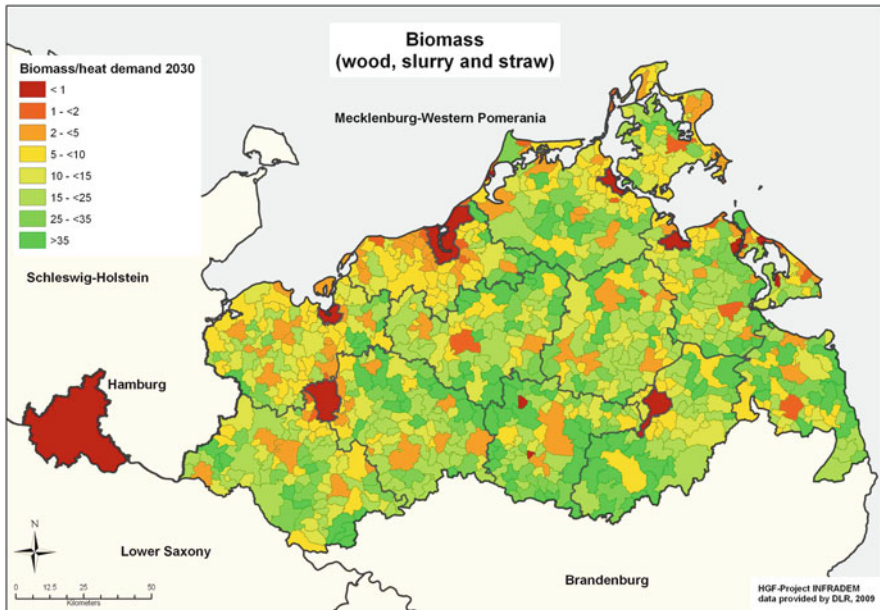 Biomass
(wood, slurry and straw)
Biomass/heat demand 2030
< 1
1 - <2
2 - <5
5 - <10
10 - <15
15 - <25
25 - <35
>35
Mecklenburg-Western Pomerania
Schleswig-Holstein
Hamburg
N
Lower Saxony
Brandenburg
0 12.5 25 50
Kilometers
HGF-Project INFRADEM
data provided by DLR, 2009